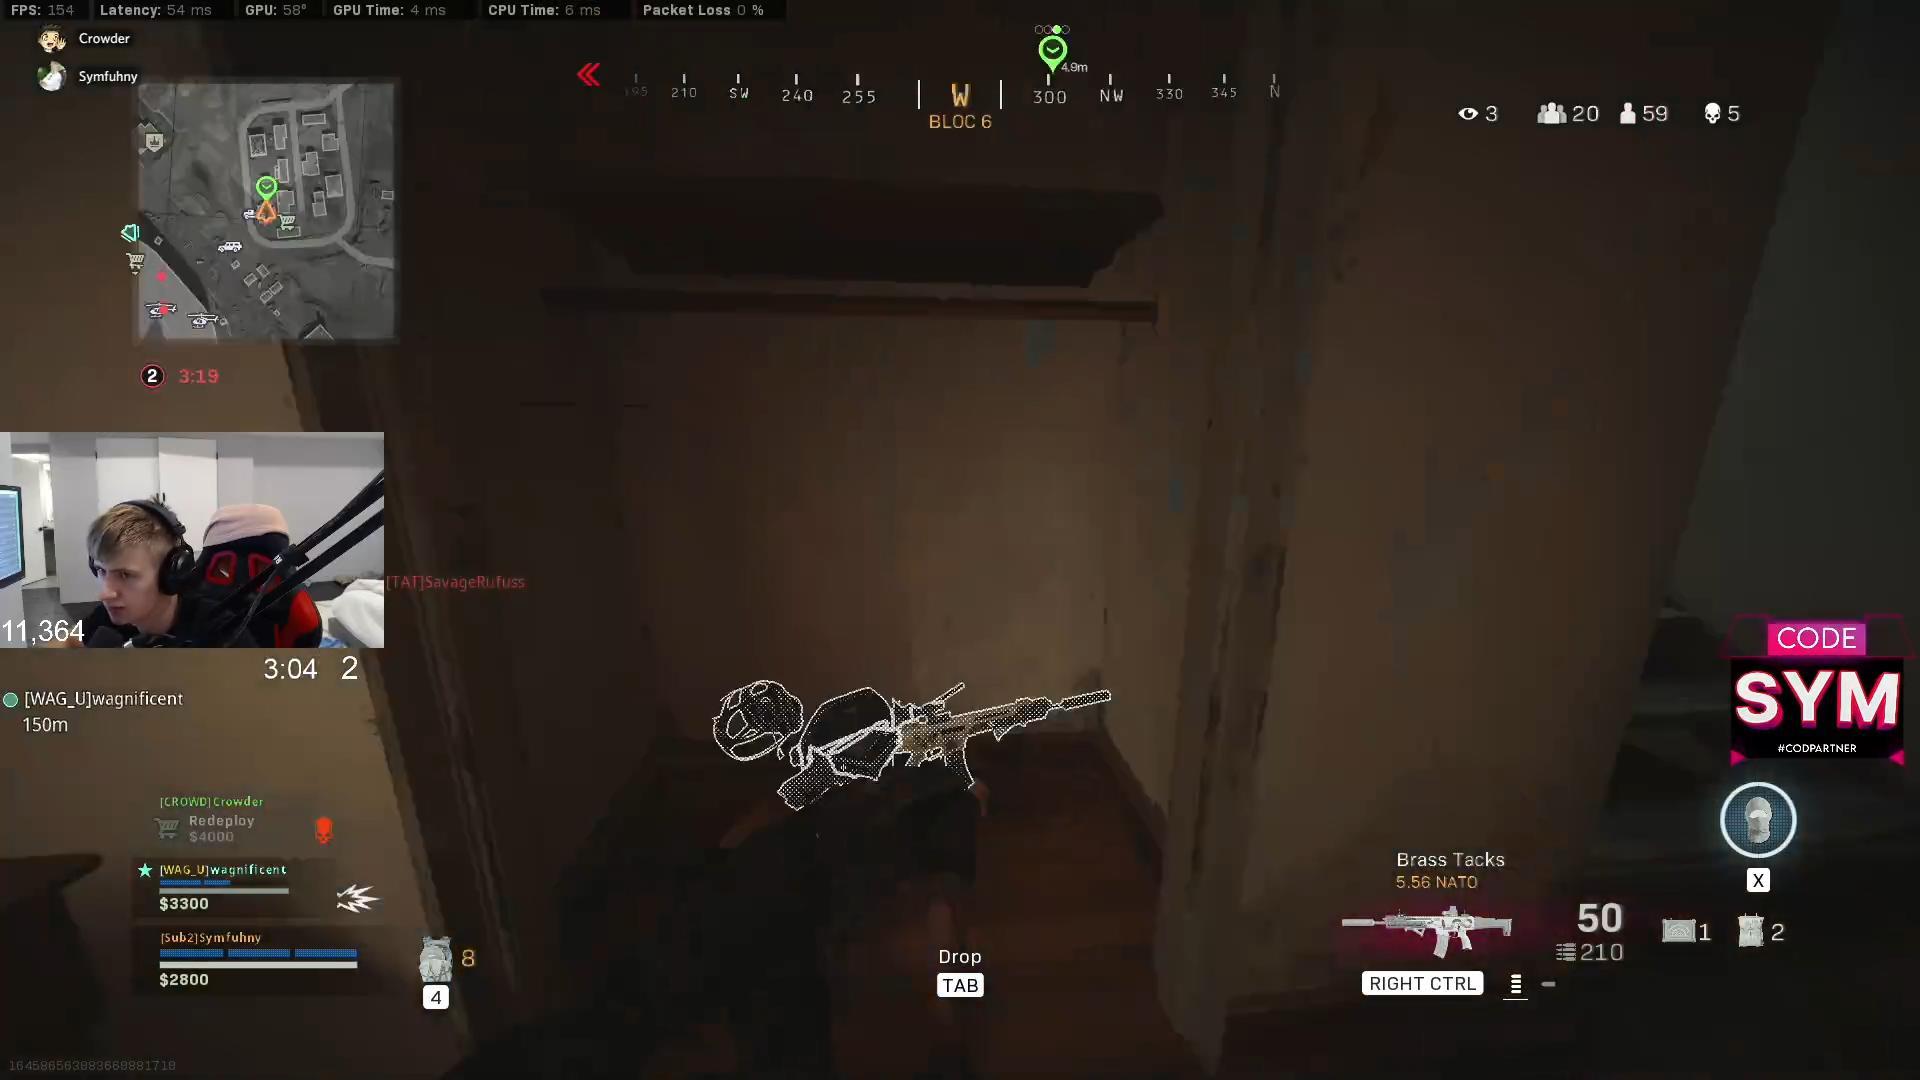 FPS: 154 Latency: 54 ms GPU: 58° GPU Time: 4 ms CPU Time: 6 ms Packet Loss 0 %
Crowder
Symfuhny
4.9m
195 210 SW 240 255 W 300 NW 330 345 N
BLOC 6
3 20 59 5
2 3:19
[TAT]SavageRufuss
11,364
3:04 2
[WAG_U]wagnificent
150m
CODE
SYM
#CODPARTNER
X
[CROWD]Crowder
Redeploy
$4000
[WAG_U]wagnificent
$3300
[Sub2]Symfuhny
$2800
8
4
Drop
TAB
Brass Tacks
5.56 NATO
50
210
1 2
RIGHT CTRL